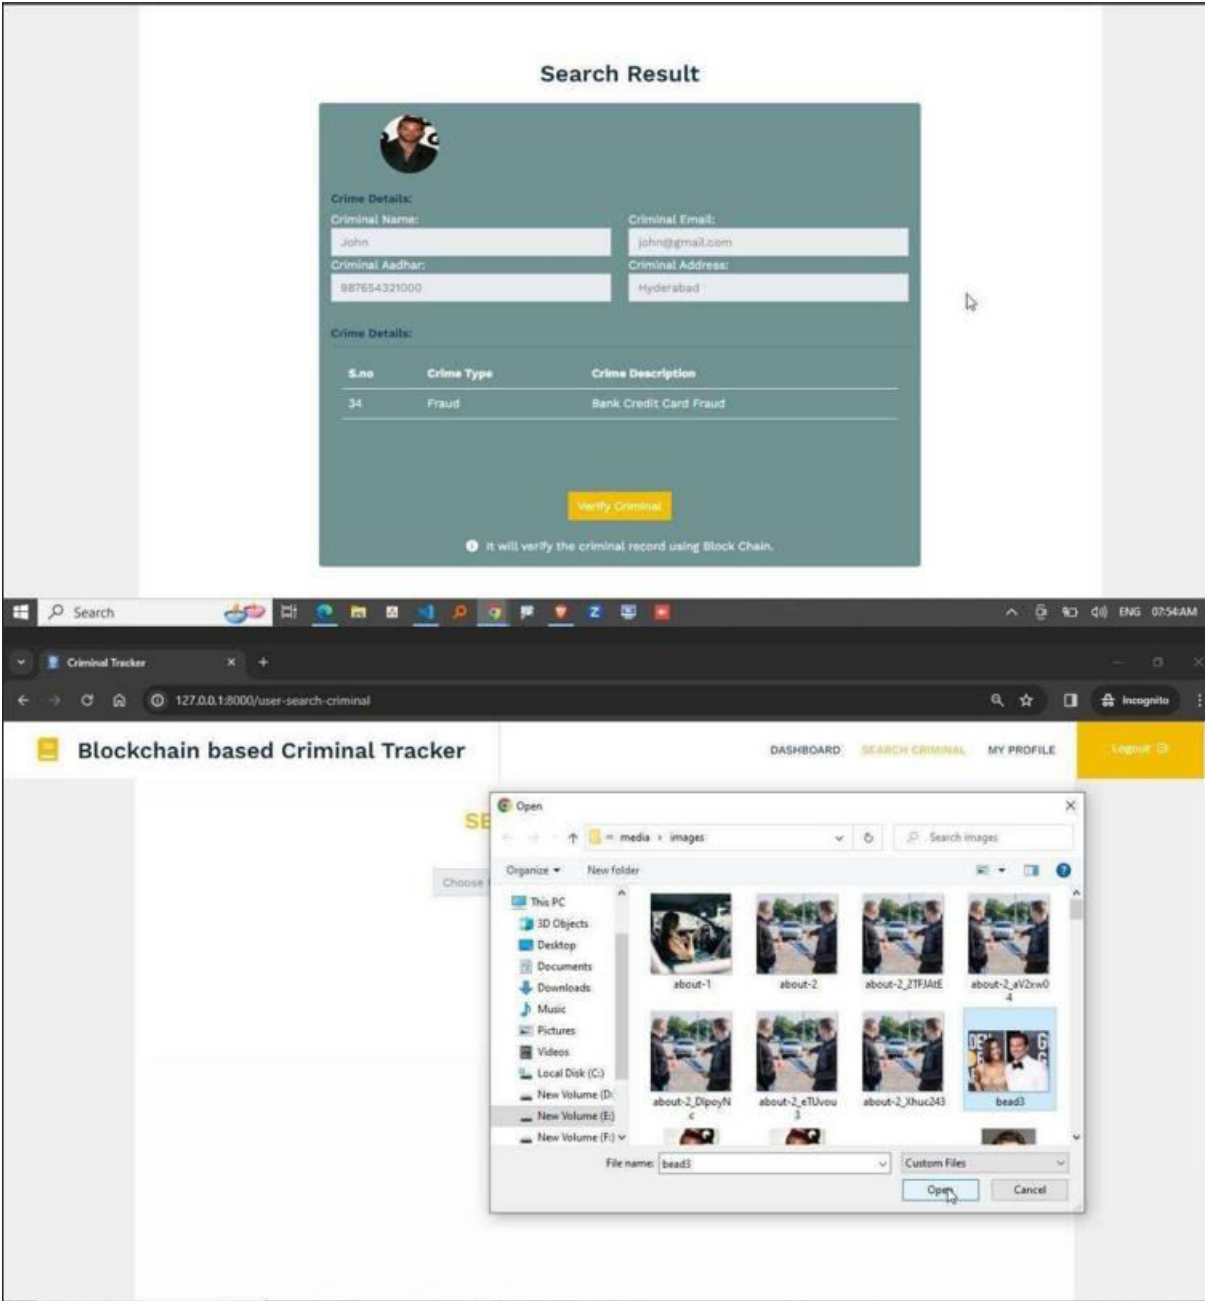 Search Result
Crime Details:
Criminal Name: Criminal Email:
John john@gmail.com
Criminal Aadhar: Criminal Address:
987654321000 Hyderabad
Crime Details:
S.no Crime Type Crime Description
34 Fraud Bank Credit Card Fraud
Verify Criminal
It will verify the criminal record using Block Chain.
Search ENG 07:54AM
Criminal Tracker
127.0.0.1:8000/user-search-criminal Incognito
Blockchain based Criminal Tracker DASHBOARD SEARCH CRIMINAL MY PROFILE Logout
SE
Open
« media › images Search images
Organize New folder
Choose
This PC
3D Objects
Desktop
Documents
Downloads
Music
Pictures
Videos
Local Disk (C:)
New Volume (D:
New Volume (E:)
New Volume (F:)
about-1 about-2 about-2_ZTFJAtE about-2_aV2xw0
4
about-2_DlpoyN about-2_eTUvou about-2_Xhuc243 bead3
c 3
File name: bead3 Custom Files
Open Cancel